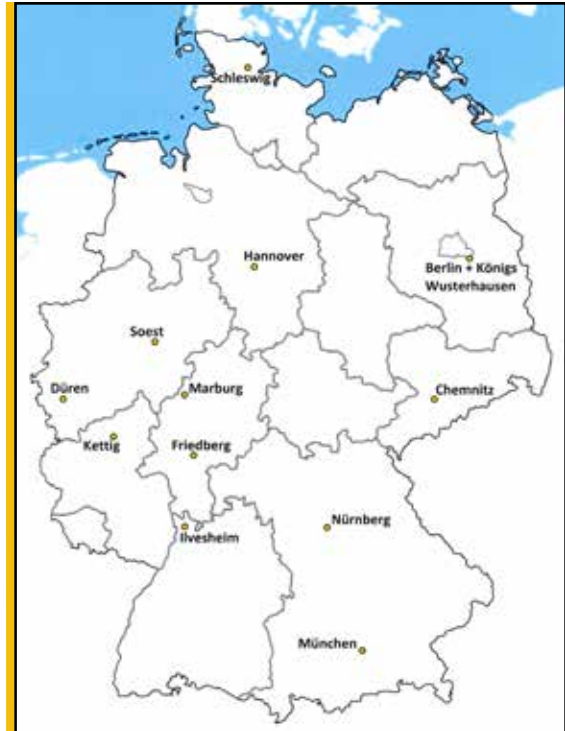 Schleswig
Hannover
Berlin + Königs
Wusterhausen
Soest
Düren
Marburg
Chemnitz
Kettig
Friedberg
Nürnberg
Ilvesheim
München